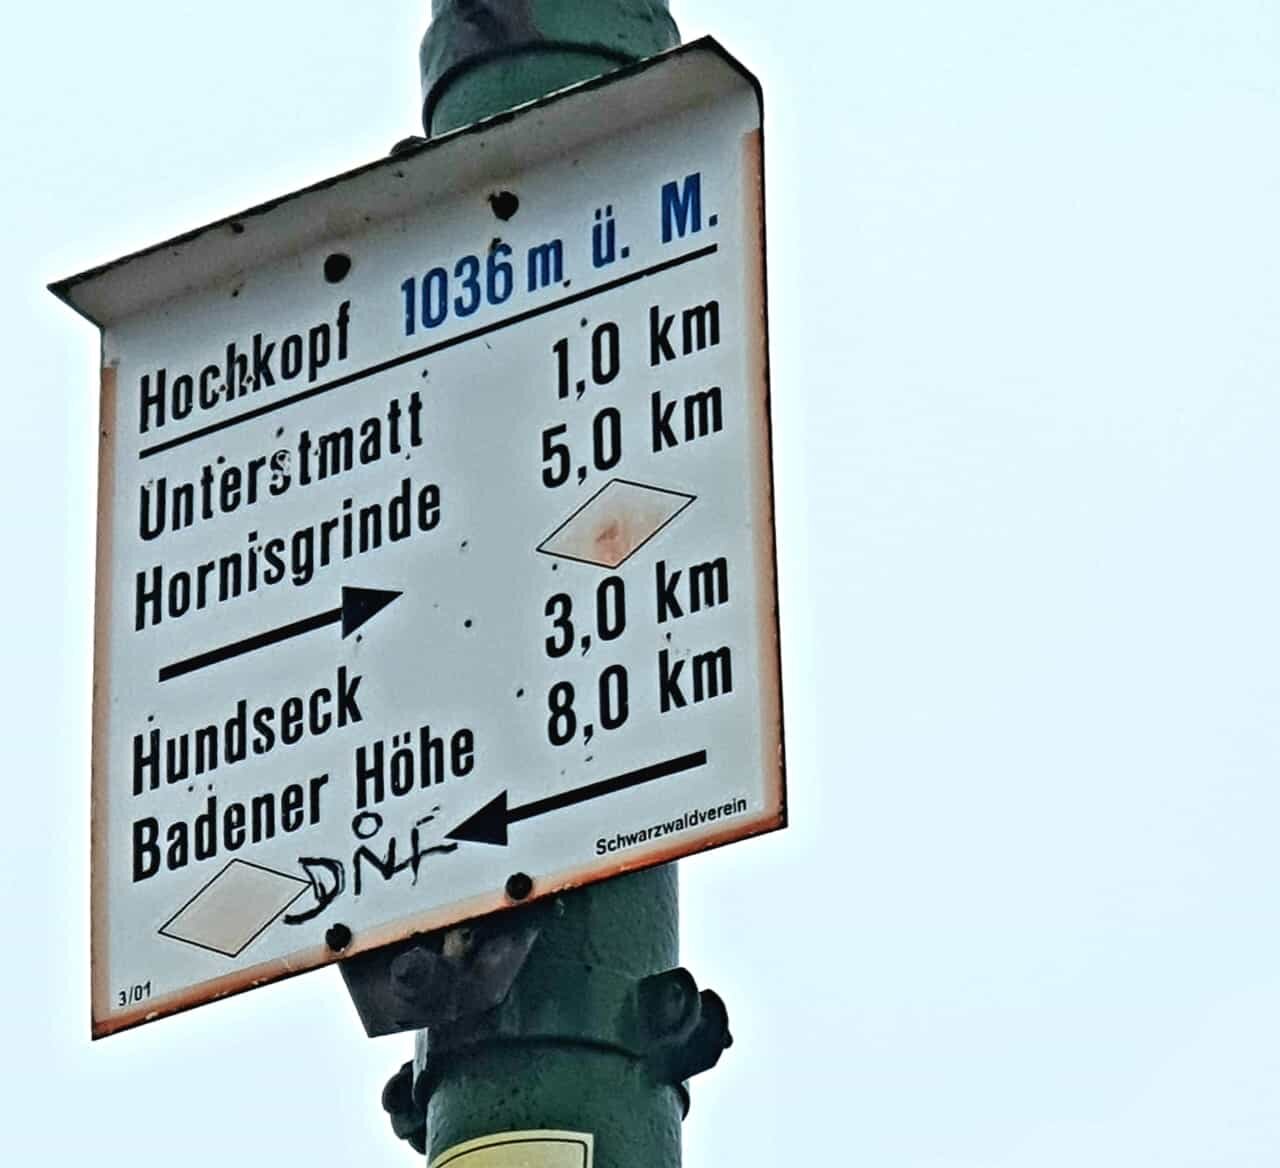 Hochkopf 1036 m ü. M.
Unterstmatt 1,0 km
Hornisgrinde 5,0 km
Hundseck 3,0 km
Badener Höhe 8,0 km
Schwarzwaldverein
3/01